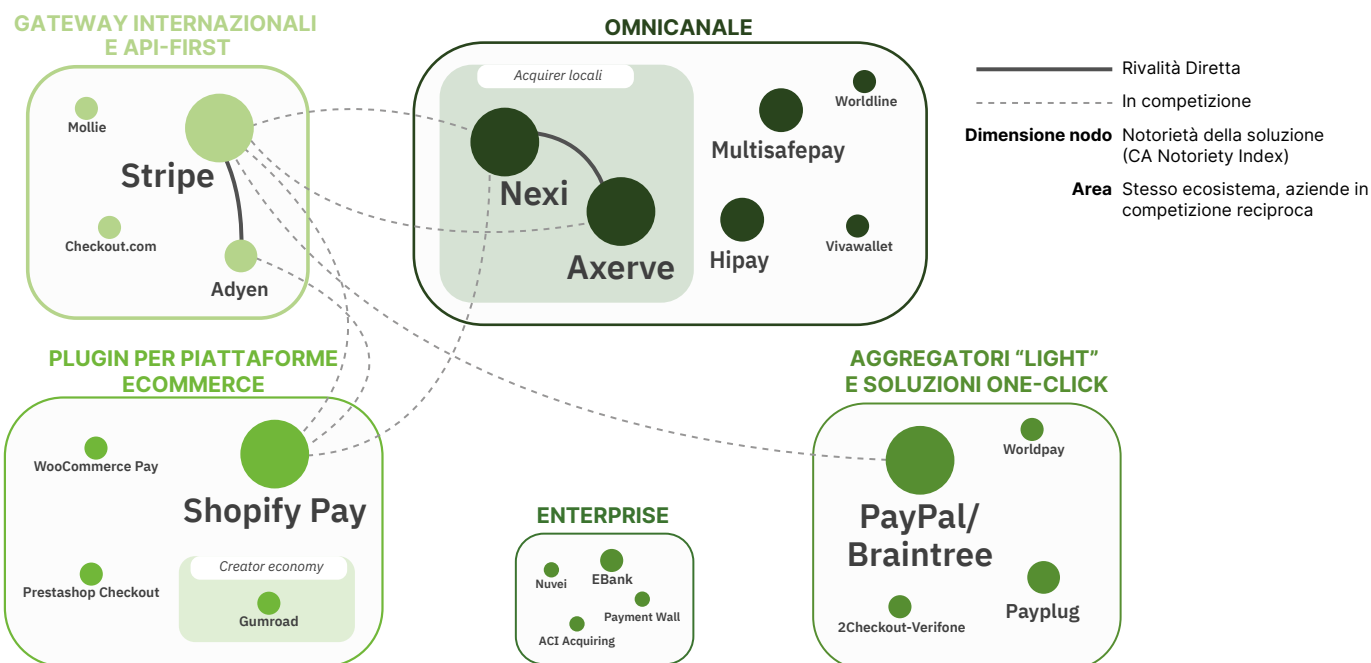 GATEWAY INTERNAZIONALI
E API-FIRST
Mollie
Stripe
Checkout.com
Adyen
OMNICANALE
Acquirer locali
Nexi
Axerve
Multisafepay
Worldline
Hipay
Vivawallet
Rivalità Diretta
In competizione
Dimensione nodo Notorietà della soluzione
(CA Notoriety Index)
Area Stesso ecosistema, aziende in
competizione reciproca
PLUGIN PER PIATTAFORME
ECOMMERCE
WooCommerce Pay
Shopify Pay
Prestashop Checkout
Creator economy
Gumroad
ENTERPRISE
Nuvei
EBank
Payment Wall
ACI Acquiring
AGGREGATORI “LIGHT”
E SOLUZIONI ONE-CLICK
Worldpay
PayPal/
Braintree
Payplug
2Checkout-Verifone